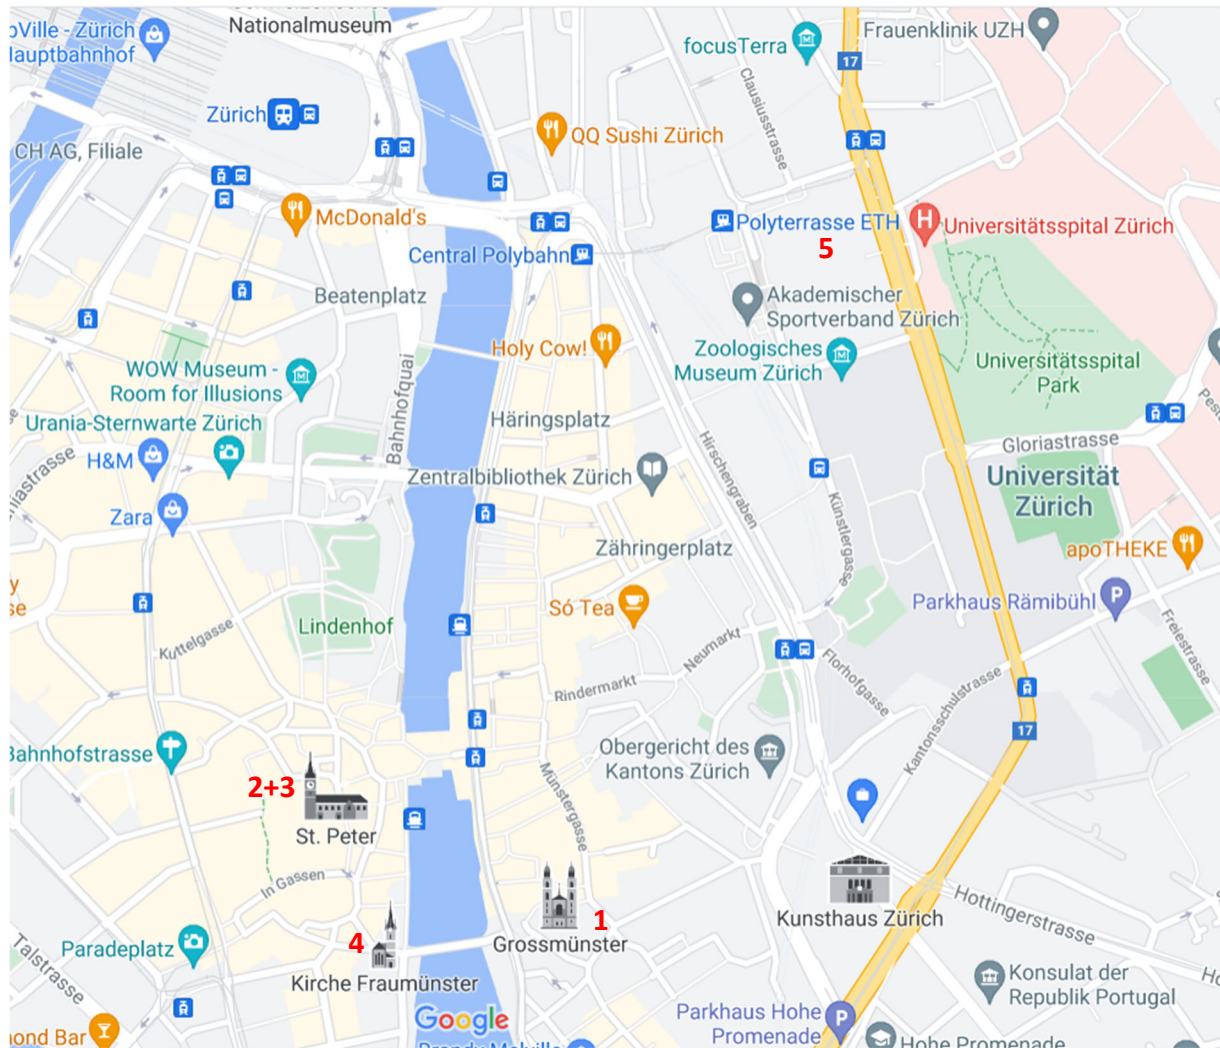 Nationalmuseum
Ville - Zürich
Hauptbahnhof
focusTerra
Frauenklinik UZH
17
Clausiusstrasse
Zürich
QQ Sushi Zürich
CH AG, Filiale
McDonald's
Polyterrasse ETH
H
Universitätsspital Zürich
5
Central Polybahn
Beatenplatz
Akademischer
Sportverband Zürich
Holy Cow!
Zoologisches
Museum Zürich
Universitätsspital
Park
WOW Museum -
Room for Illusions
Bahnhofquai
Urania-Sternwarte Zürich
Häringsplatz
Hirschengraben
Gloriastrasse
H&M
Zentralbibliothek Zürich
Universität
Zürich
Künstlergasse
Zara
Zähringerplatz
apoTHEKE
Só Tea
Parkhaus Rämibühl
P
Lindenhof
Kuttelgasse
Neumarkt
Florhofgasse
Freiestrasse
Rindermarkt
Kantonsschulstrasse
17
Bahnhofstrasse
Obergericht des
Kantons Zürich
2+3
Münstergasse
St. Peter
In Gassen
Kunsthaus Zürich
Hottingerstrasse
1
Grossmünster
4
Paradeplatz
Talstrasse
Kirche Fraumünster
Konsulat der
Republik Portugal
Google
Parkhaus Hohe
Promenade
P
Bar
Hohe Promenade